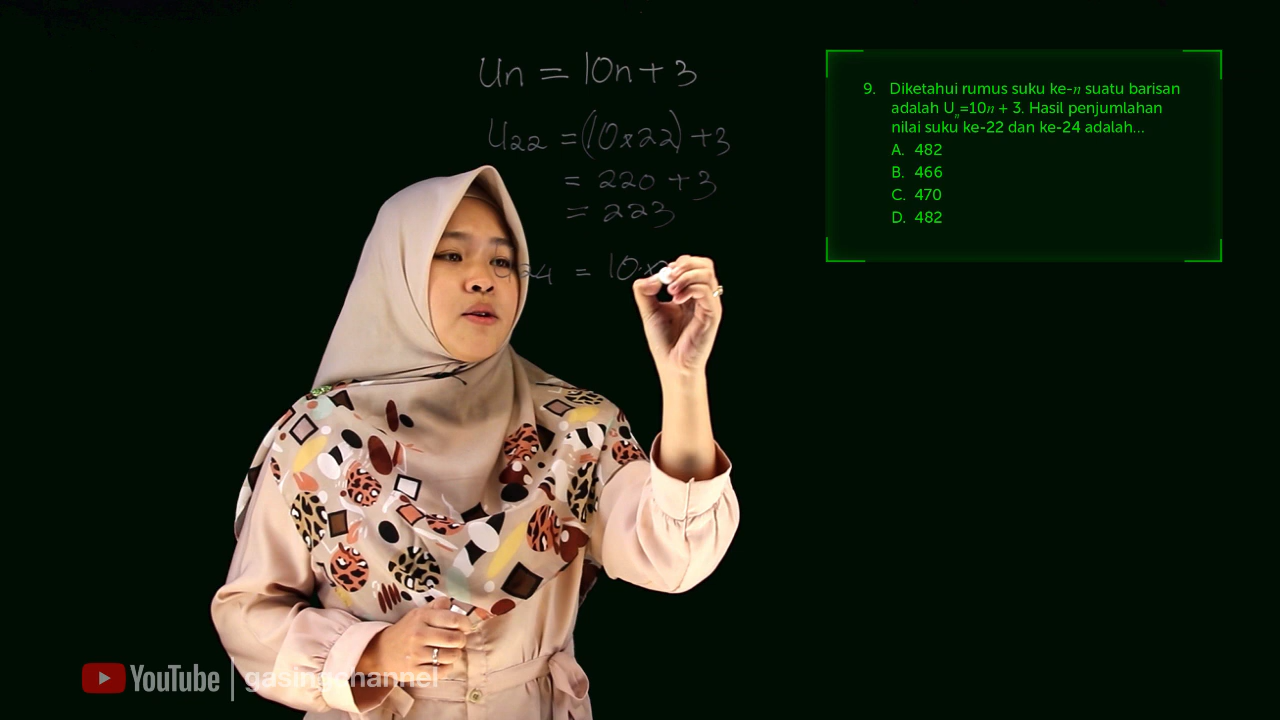 Un = 10n + 3
U22 = (10x22) + 3
= 220 + 3
= 223
U24 = 10.x
9. Diketahui rumus suku ke-n suatu barisan
adalah Uₙ=10n + 3. Hasil penjumlahan
nilai suku ke-22 dan ke-24 adalah...
A. 482
B. 466
C. 470
D. 482
YouTube | gasingchannel